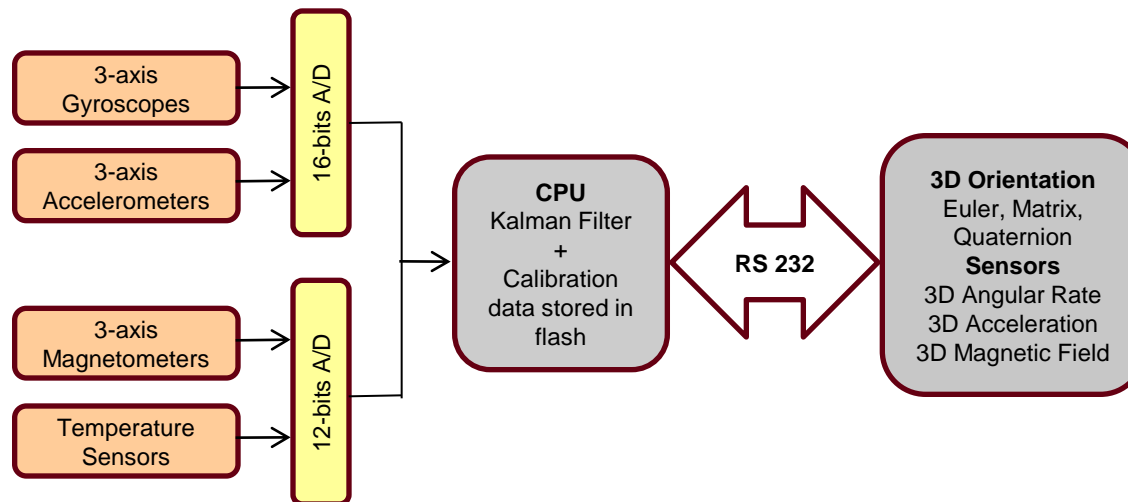 3-axis
Gyroscopes
3-axis
Accelerometers
16-bits A/D
3-axis
Magnetometers
Temperature
Sensors
12-bits A/D
CPU
Kalman Filter
+
Calibration
data stored in
flash
RS 232
3D Orientation
Euler, Matrix,
Quaternion
Sensors
3D Angular Rate
3D Acceleration
3D Magnetic Field